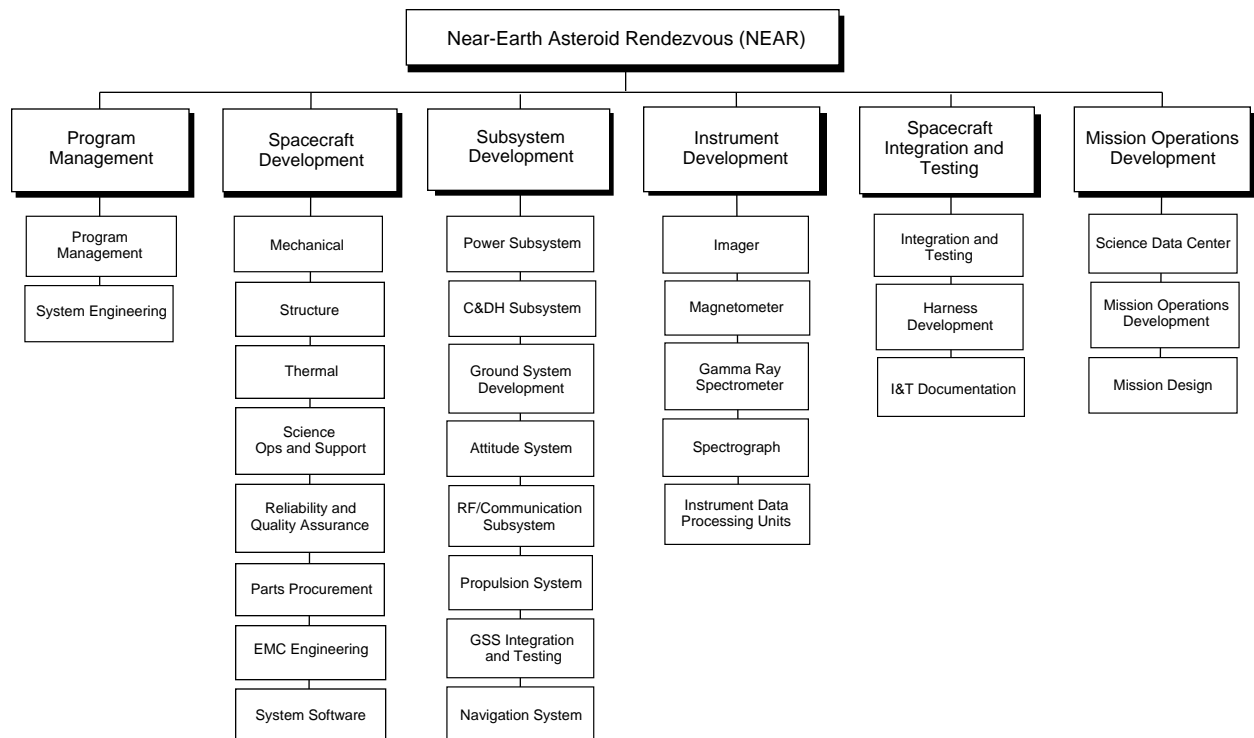 Near-Earth Asteroid Rendezvous (NEAR)
Program
Management
Program
Management
System Engineering
Spacecraft
Development
Mechanical
Structure
Thermal
Science
Ops and Support
Reliability and
Quality Assurance
Parts Procurement
EMC Engineering
System Software
Subsystem
Development
Power Subsystem
C&DH Subsystem
Ground System
Development
Attitude System
RF/Communication
Subsystem
Propulsion System
GSS Integration
and Testing
Navigation System
Instrument
Development
Imager
Magnetometer
Gamma Ray
Spectrometer
Spectrograph
Instrument Data
Processing Units
Spacecraft
Integration and
Testing
Integration and
Testing
Harness
Development
I&T Documentation
Mission Operations
Development
Science Data Center
Mission Operations
Development
Mission Design